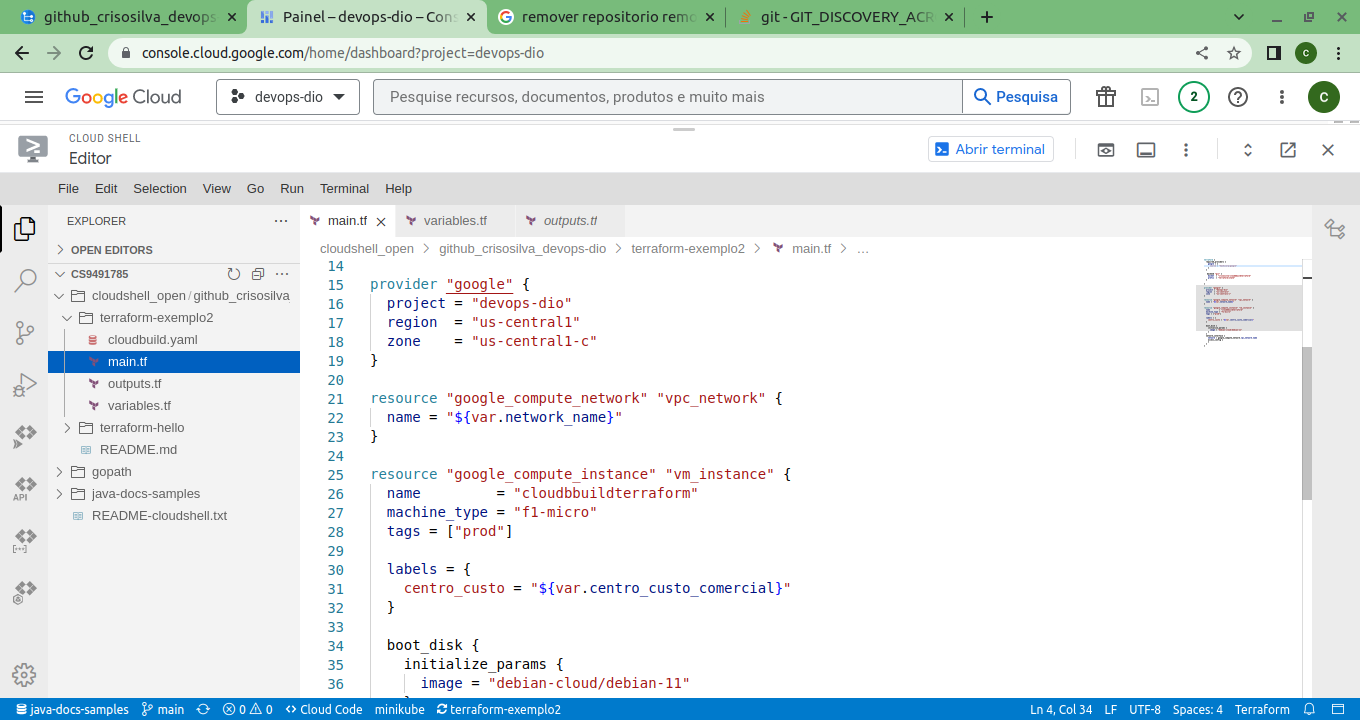 github_crisosilva_devops
Painel – devops-dio – Cons
remover repositorio remo
git - GIT_DISCOVERY_ACR
console.cloud.google.com/home/dashboard?project=devops-dio
C
Google Cloud
devops-dio
Pesquise recursos, documentos, produtos e muito mais
Pesquisa
2
C
CLOUD SHELL
Editor
Abrir terminal
File Edit Selection View Go Run Terminal Help
EXPLORER
main.tf
variables.tf
outputs.tf
OPEN EDITORS
cloudshell_open > github_crisosilva_devops-dio > terraform-exemplo2 > main.tf > ...
CS9491785
cloudshell_open / github_crisosilva
terraform-exemplo2
cloudbuild.yaml
main.tf
outputs.tf
variables.tf
terraform-hello
README.md
gopath
java-docs-samples
README-cloudshell.txt
API
14
15 provider "google" {
16 project = "devops-dio"
17 region = "us-central1"
18 zone = "us-central1-c"
19 }
20
21 resource "google_compute_network" "vpc_network" {
22 name = "${var.network_name}"
23 }
24
25 resource "google_compute_instance" "vm_instance" {
26 name = "cloudbbuildterraform"
27 machine_type = "f1-micro"
28 tags = ["prod"]
29
30 labels = {
31 centro_custo = "${var.centro_custo_comercial}"
32 }
33
34 boot_disk {
35 initialize_params {
36 image = "debian-cloud/debian-11"
java-docs-samples main 0 0 Cloud Code minikube terraform-exemplo2 Ln 4, Col 34 LF UTF-8 Spaces: 4 Terraform